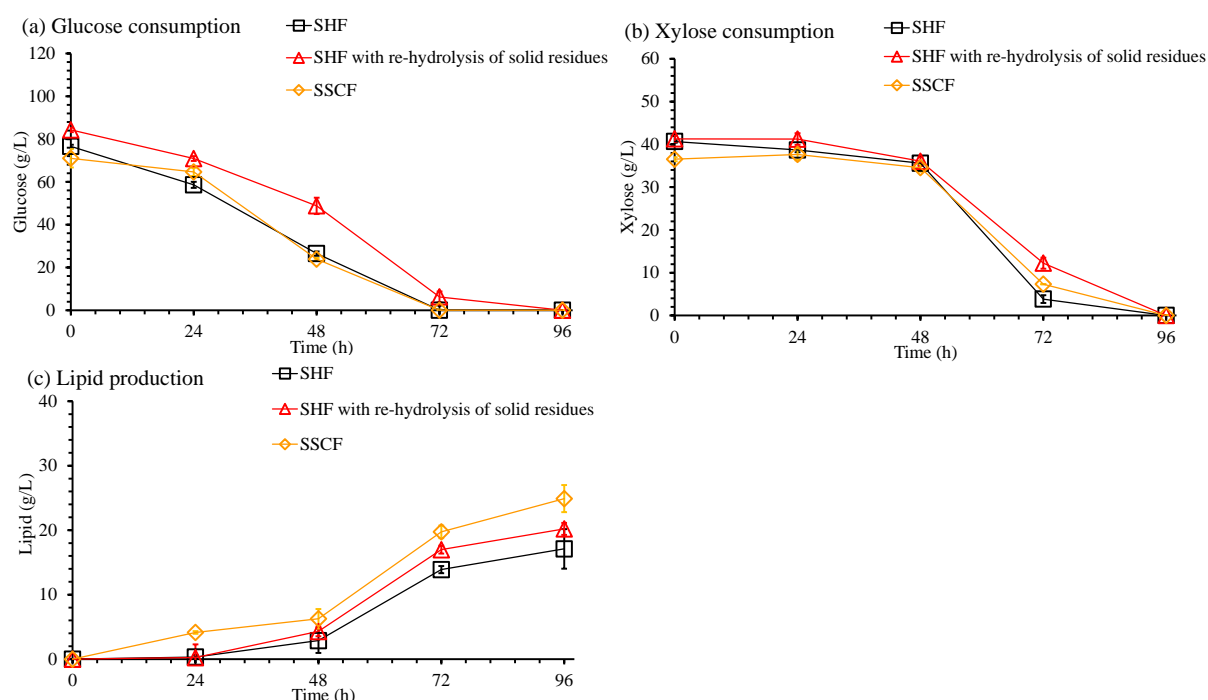 (a) Glucose consumption
SHF
SHF with re-hydrolysis of solid residues
SSCF
120
100
80
60
40
20
0
Glucose (g/L)
0 24 48 72 96
Time (h)
(b) Xylose consumption
SHF
SHF with re-hydrolysis of solid residues
SSCF
60
50
40
30
20
10
0
Xylose (g/L)
0 24 48 72 96
Time (h)
(c) Lipid production
SHF
SHF with re-hydrolysis of solid residues
SSCF
40
30
20
10
0
Lipid (g/L)
0 24 48 72 96
Time (h)